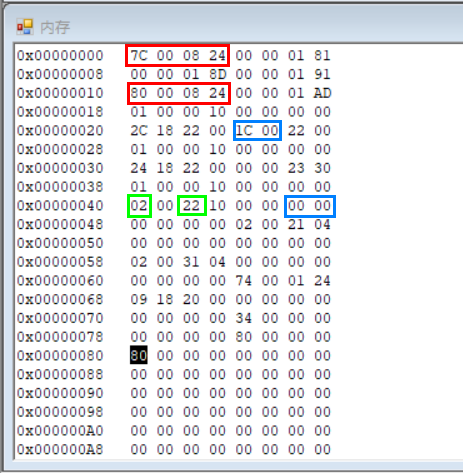 内存
0x00000000 7C 00 08 24 00 00 01 81
0x00000008 00 00 01 8D 00 00 01 91
0x00000010 80 00 08 24 00 00 01 AD
0x00000018 01 00 00 10 00 00 00 00
0x00000020 2C 18 22 00 1C 00 22 00
0x00000028 01 00 00 10 00 00 00 00
0x00000030 24 18 22 00 00 00 23 30
0x00000038 01 00 00 10 00 00 00 00
0x00000040 02 00 22 10 00 00 00 00
0x00000048 00 00 00 00 02 00 21 04
0x00000050 00 00 00 00 00 00 00 00
0x00000058 02 00 31 04 00 00 00 00
0x00000060 00 00 00 00 74 00 01 24
0x00000068 09 18 20 00 00 00 00 00
0x00000070 00 00 00 00 34 00 00 00
0x00000078 00 00 00 00 80 00 00 00
0x00000080 80 00 00 00 00 00 00 00
0x00000088 00 00 00 00 00 00 00 00
0x00000090 00 00 00 00 00 00 00 00
0x00000098 00 00 00 00 00 00 00 00
0x000000A0 00 00 00 00 00 00 00 00
0x000000A8 00 00 00 00 00 00 00 00